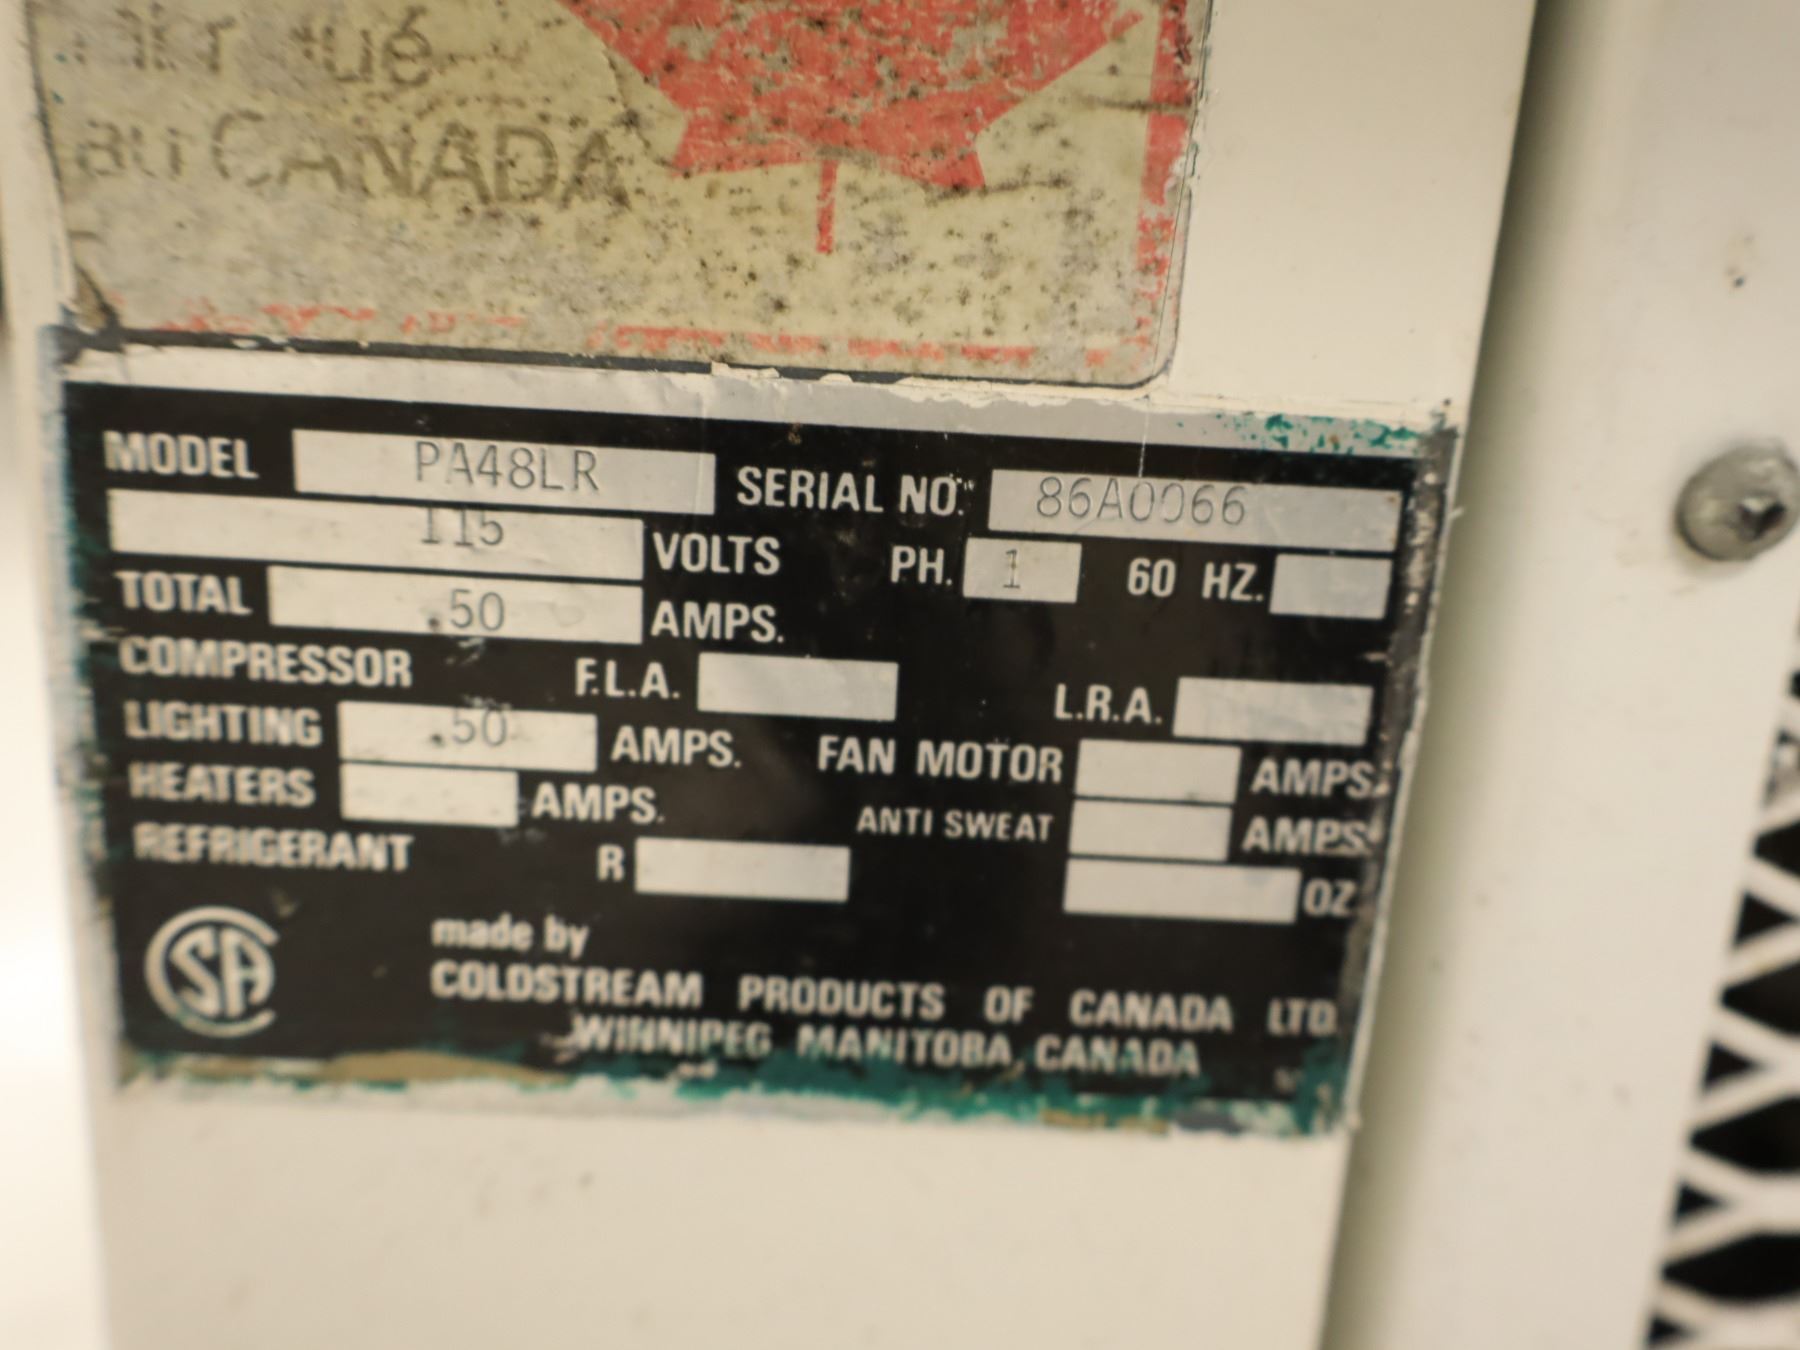 au CANADA
MODEL PA48LR SERIAL NO. 86A0066
115 VOLTS PH. 1 60 HZ.
TOTAL .50 AMPS.
COMPRESSOR F.L.A. L.R.A.
LIGHTING .50 AMPS. FAN MOTOR AMPS.
HEATERS AMPS. ANTI SWEAT AMPS.
REFRIGERANT R OZ.
CSA
made by
COLDSTREAM PRODUCTS OF CANADA LTD.
WINNIPEG, MANITOBA, CANADA